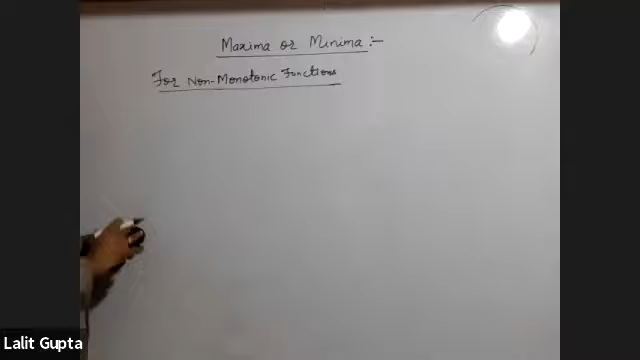 Maxima or Minima :-
For Non-Monotonic Functions
Lalit Gupta